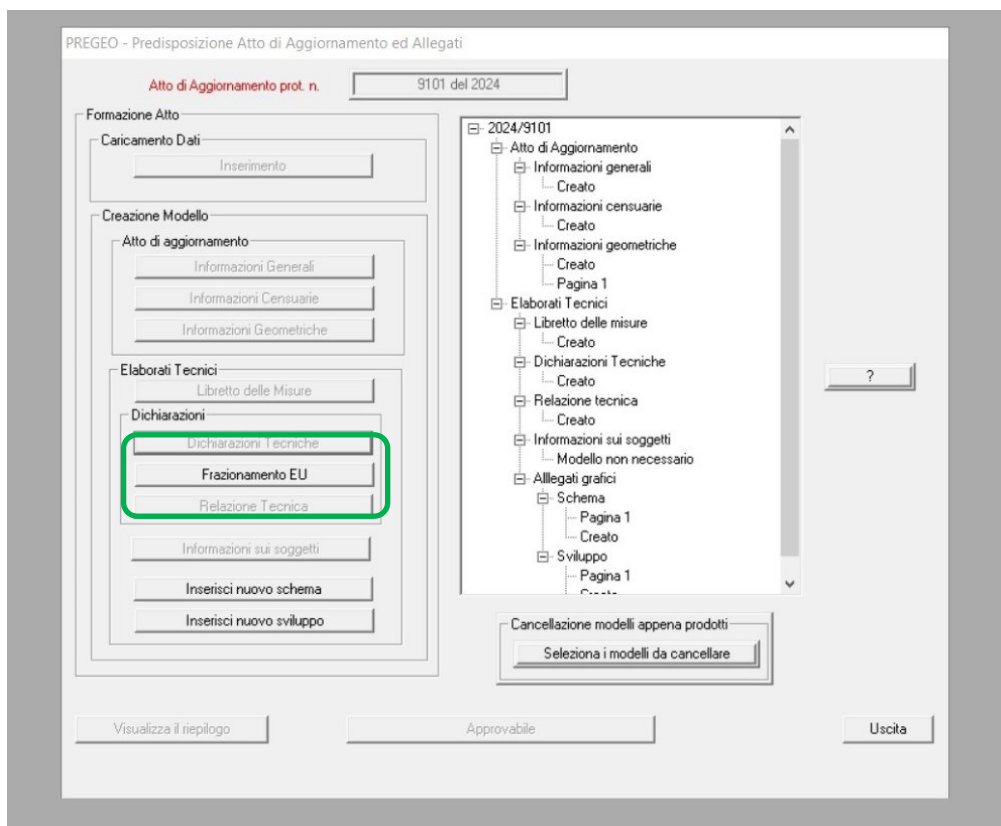 PREGEO - Predisposizione Atto di Aggiornamento ed Allegati
Atto di Aggiornamento prot. n.
9101 del 2024
Formazione Atto
Caricamento Dati
Inserimento
Creazione Modello
Atto di aggiornamento
Informazioni Generali
Informazioni Censuarie
Informazioni Geometriche
Elaborati Tecnici
Libretto delle Misure
Dichiarazioni
Dichiarazioni Tecniche
Frazionamento EU
Relazione Tecnica
Informazioni sui soggetti
Inserisci nuovo schema
Inserisci nuovo sviluppo
2024/9101
Atto di Aggiornamento
Informazioni generali
Creato
Informazioni censuarie
Creato
Informazioni geometriche
Creato
Pagina 1
Elaborati Tecnici
Libretto delle misure
Creato
Dichiarazioni Tecniche
Creato
Relazione tecnica
Creato
Informazioni sui soggetti
Modello non necessario
Alllegati grafici
Schema
Pagina 1
Creato
Sviluppo
Pagina 1
?
Cancellazione modelli appena prodotti
Seleziona i modelli da cancellare
Visualizza il riepilogo
Approvabile
Uscita